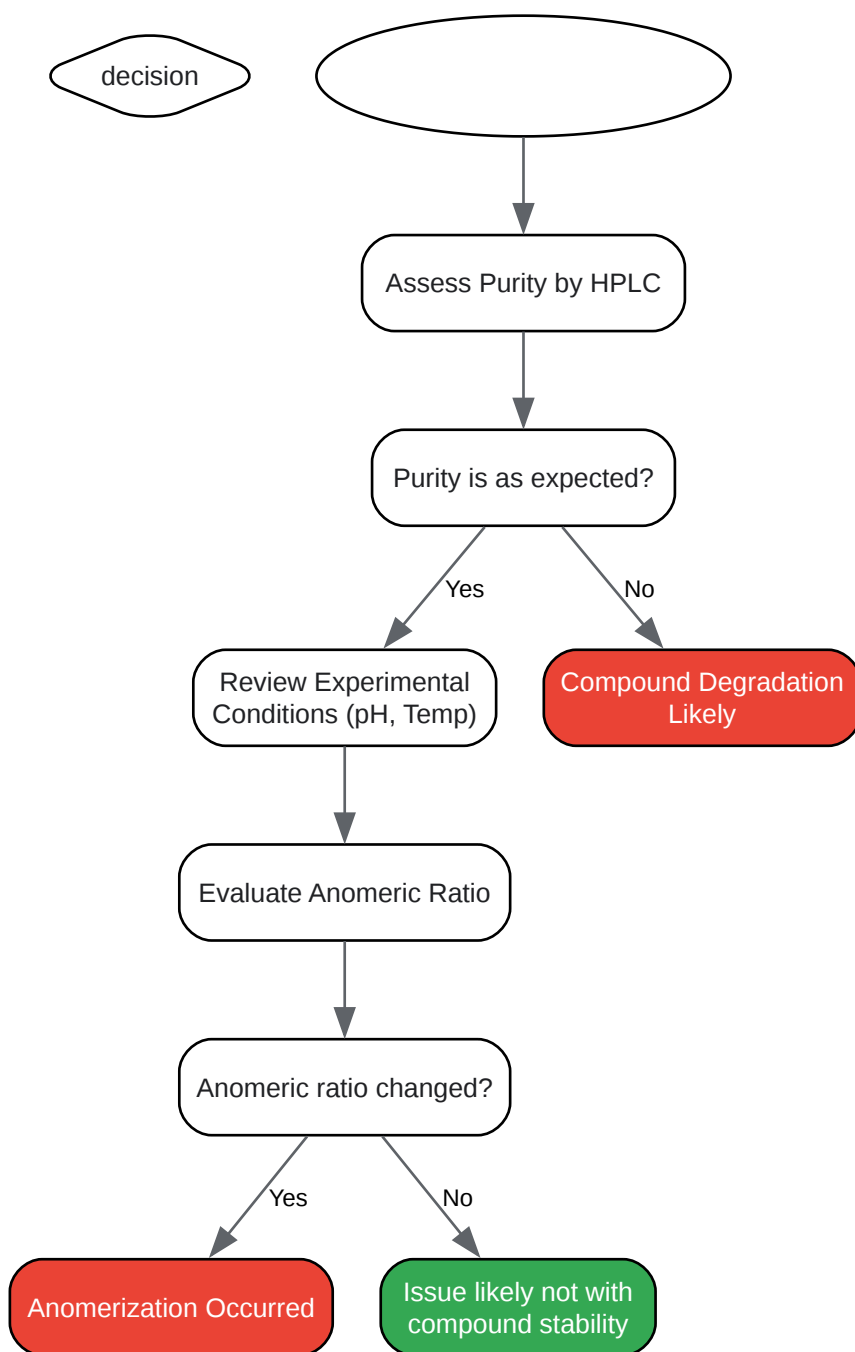 decision
Assess Purity by HPLC
Purity is as expected?
Yes
No
Review Experimental
Conditions (pH, Temp)
Compound Degradation
Likely
Evaluate Anomeric Ratio
Anomeric ratio changed?
Yes
No
Anomerization Occurred
Issue likely not with
compound stability